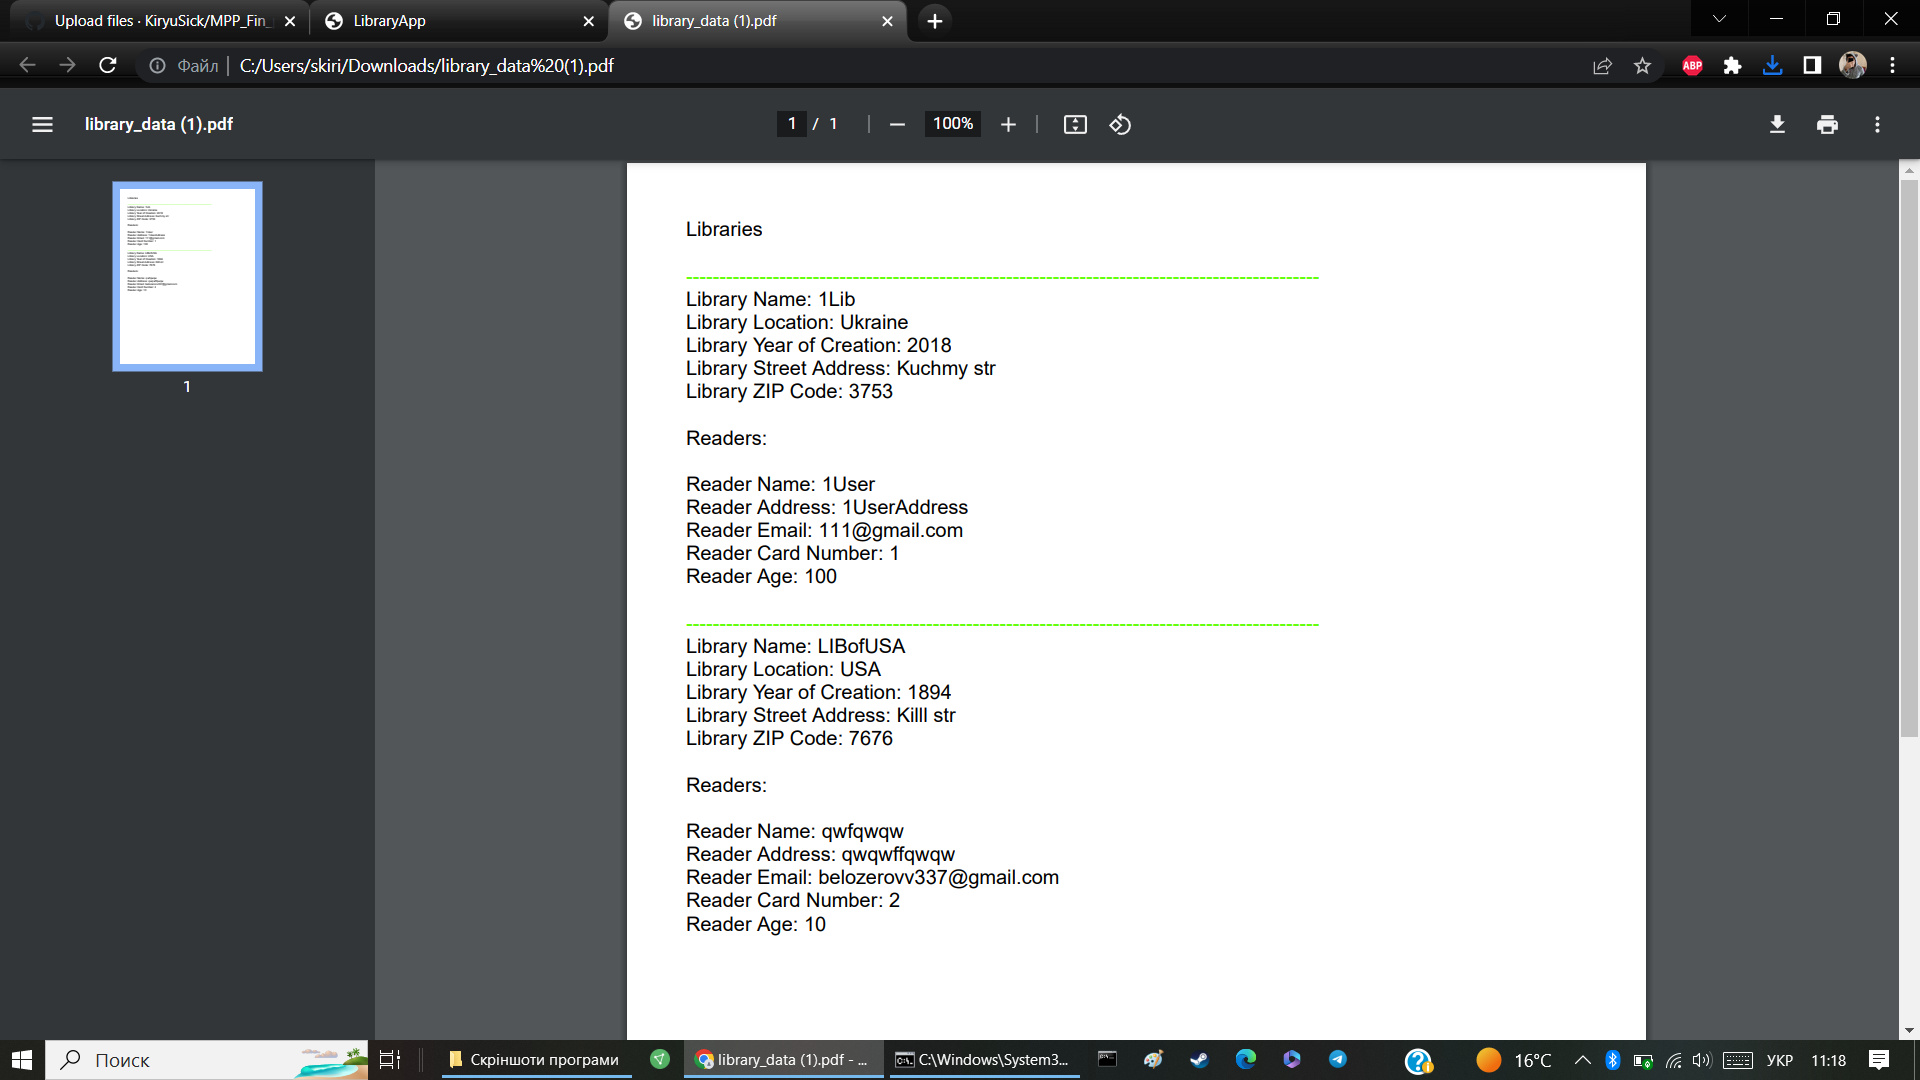 Upload files · KiryuSick/MPP_Fin
LibraryApp
library_data (1).pdf
Файл
C:/Users/skiri/Downloads/library_data%20(1).pdf
ABP
library_data (1).pdf
1 / 1
100%
1
Libraries
-----------------------------------------------------------------------------------------------
Library Name: 1Lib
Library Location: Ukraine
Library Year of Creation: 2018
Library Street Address: Kuchmy str
Library ZIP Code: 3753
Readers:
Reader Name: 1User
Reader Address: 1UserAddress
Reader Email: 111@gmail.com
Reader Card Number: 1
Reader Age: 100
-----------------------------------------------------------------------------------------------
Library Name: LIBofUSA
Library Location: USA
Library Year of Creation: 1894
Library Street Address: Killl str
Library ZIP Code: 7676
Readers:
Reader Name: qwfqwqw
Reader Address: qwqwffqwqw
Reader Email: belozerovv337@gmail.com
Reader Card Number: 2
Reader Age: 10
Поиск
Скріншоти програми
library_data (1).pdf - ...
C:\Windows\System3...
16°C
УКР
11:18